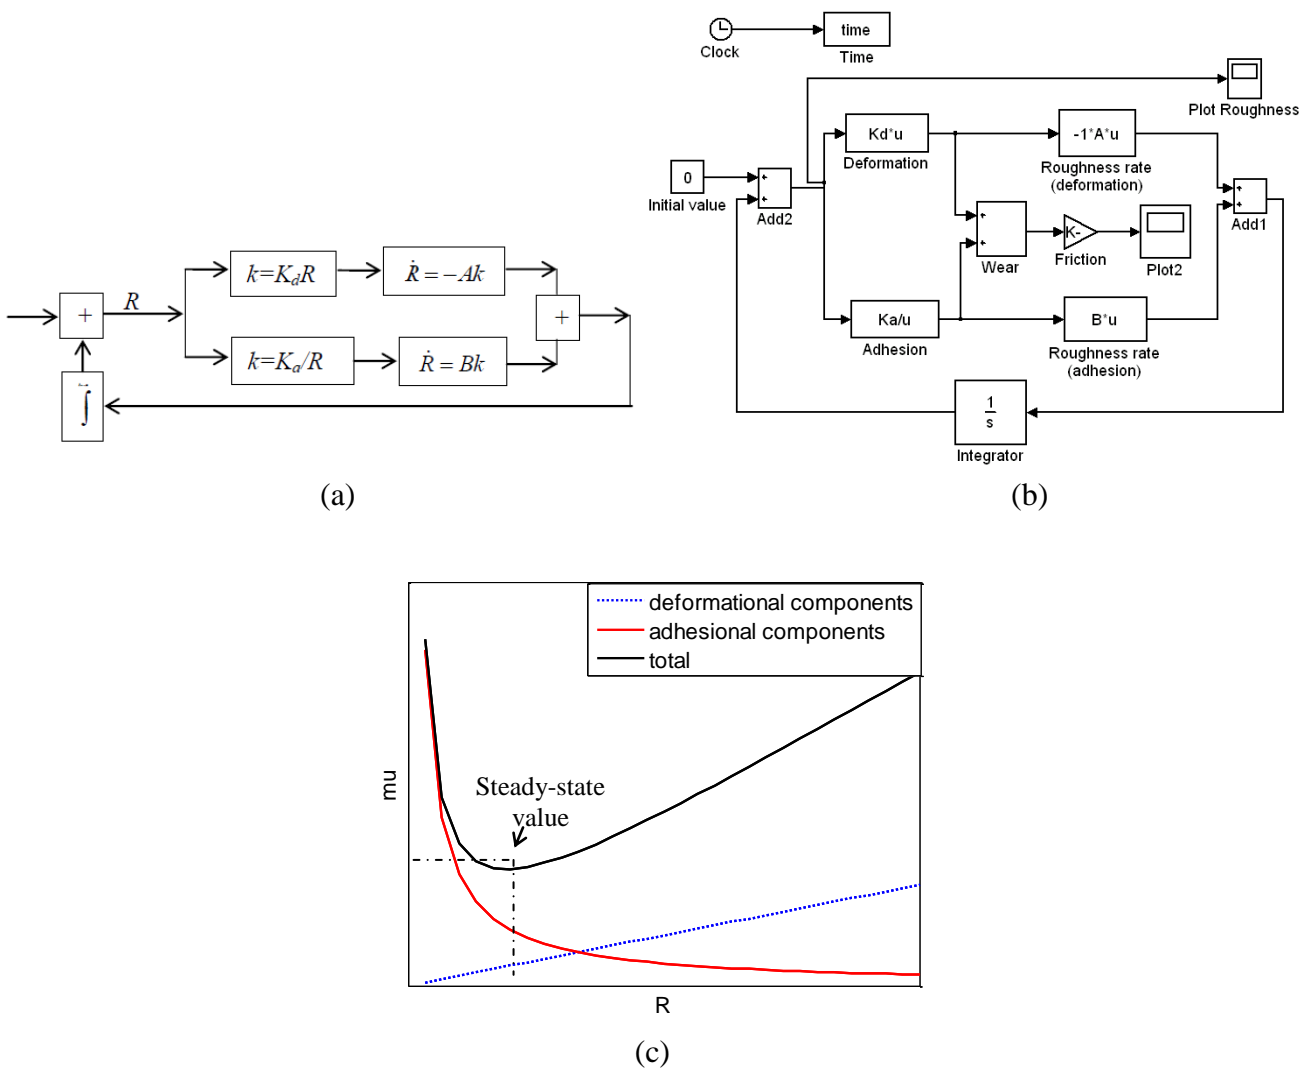 time
Clock
Time
Plot Roughness
Kd*u
-1*A*u
Deformation
Roughness rate
(deformation)
0
Initial value
+
+
Add2
+
+
Wear
K-
Friction
Plot2
+
+
Add1
Ka/u
B*u
Adhesion
Roughness rate
(adhesion)
1
s
Integrator
k=K_dR
Ṙ = −Ak
R
+
+
k=K_a/R
Ṙ = Bk
∫
(a)
(b)
deformational components
adhesional components
total
mu
Steady-state
value
R
(c)